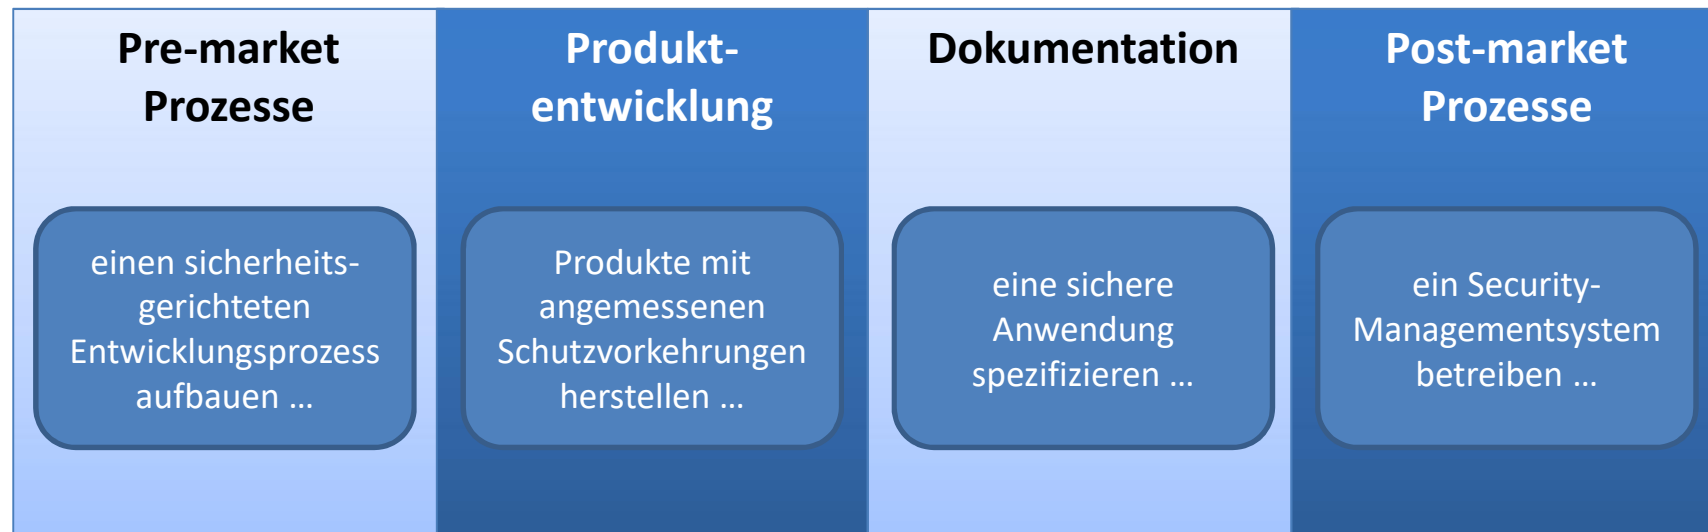 Pre-market
Prozesse
einen sicherheits-
gerichteten
Entwicklungsprozess
aufbauen …
Produkt-
entwicklung
Produkte mit
angemessenen
Schutzvorkehrungen
herstellen …
Dokumentation
eine sichere
Anwendung
spezifizieren …
Post-market
Prozesse
ein Security-
Managementsystem
betreiben …